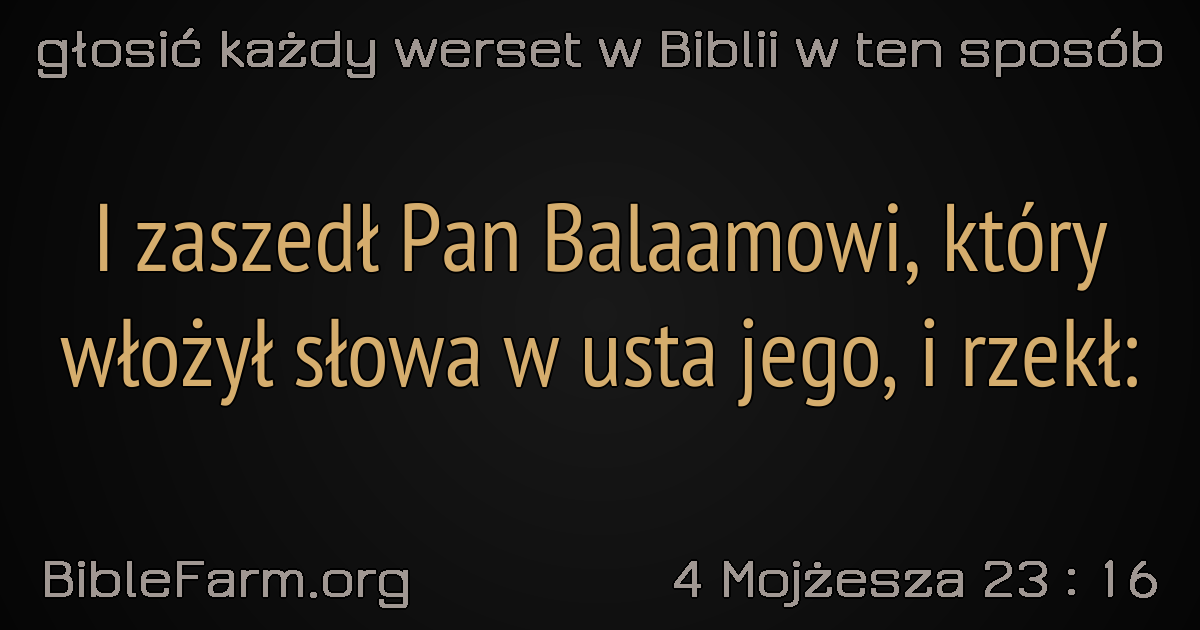 głosić każdy werset w Biblii w ten sposób
I zaszedł Pan Balaamowi, który
włożył słowa w usta jego, i rzekł:
BibleFarm.org
4 Mojżesza 23 : 16